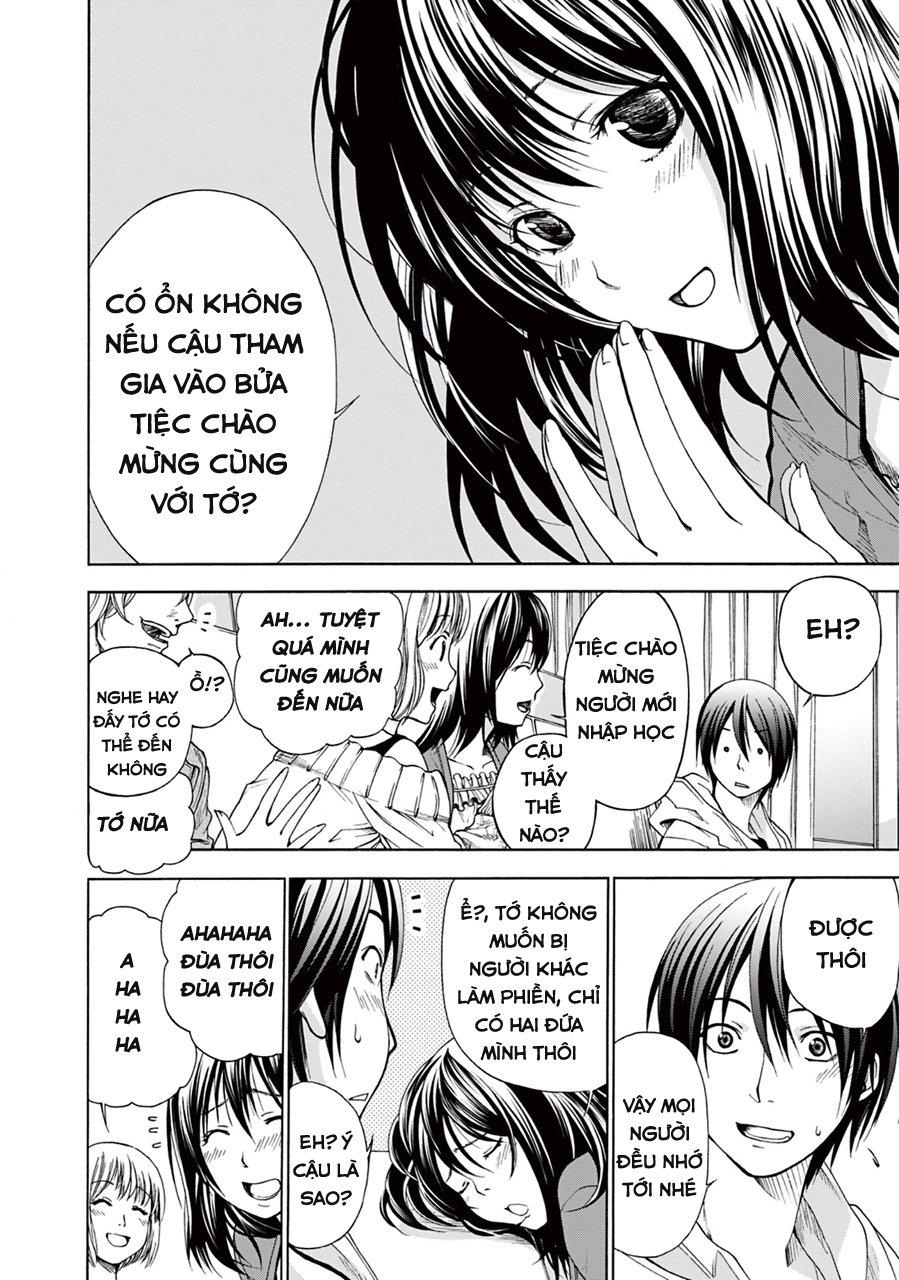 CÓ ỔN KHÔNG
NẾU CẬU THAM
GIA VÀO BỬA
TIỆC CHÀO
MỪNG CÙNG
VỚI TỚ?
EH?
TIỆC CHÀO
MỪNG
NGƯỜI MỚI
NHẬP HỌC
CẬU
THẤY
THẾ
NÀO?
AH... TUYỆT
QUÁ MÌNH
CŨNG MUỐN
ĐẾN NỮA
Ồ!?
NGHE HAY
ĐẤY TỚ CÓ
THỂ ĐẾN
KHÔNG
TỚ NỮA
ĐƯỢC
THÔI
VẬY MỌI
NGƯỜI
ĐỀU NHỚ
TỚI NHÉ
Ể?, TỚ KHÔNG
MUỐN BỊ
NGƯỜI KHÁC
LÀM PHIỀN, CHỈ
CÓ HAI ĐỨA
MÌNH THÔI
EH? Ý
CẬU LÀ
SAO?
AHAHAHA
ĐÙA THÔI
ĐÙA THÔI
A
HA
HA
HA